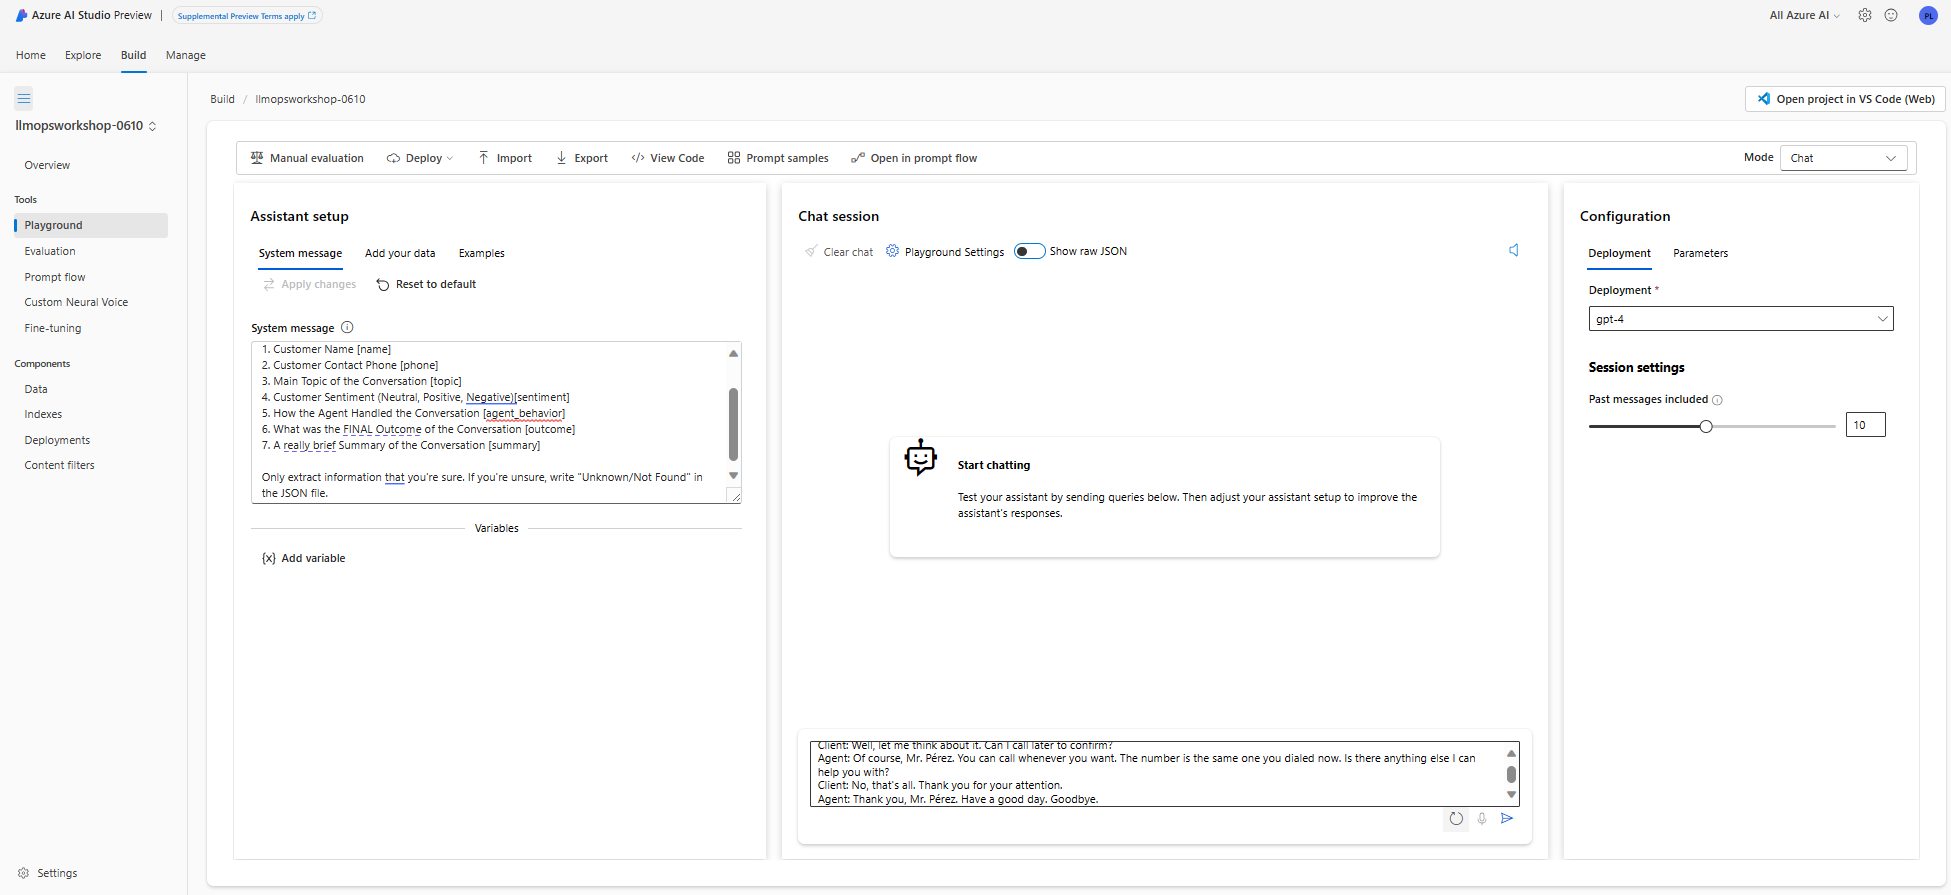 Azure AI Studio Preview | Supplemental Preview Terms apply
All Azure AI
PL
Home Explore Build Manage
llmopsworkshop-0610
Overview
Tools
Playground
Evaluation
Prompt flow
Custom Neural Voice
Fine-tuning
Components
Data
Indexes
Deployments
Content filters
Settings
Build / llmopsworkshop-0610
Open project in VS Code (Web)
Manual evaluation Deploy Import Export </> View Code Prompt samples Open in prompt flow
Mode Chat
Assistant setup
System message Add your data Examples
Apply changes Reset to default
System message
1. Customer Name [name]
2. Customer Contact Phone [phone]
3. Main Topic of the Conversation [topic]
4. Customer Sentiment (Neutral, Positive, Negative)[sentiment]
5. How the Agent Handled the Conversation [agent_behavior]
6. What was the FINAL Outcome of the Conversation [outcome]
7. A really brief Summary of the Conversation [summary]
Only extract information that you're sure. If you're unsure, write "Unknown/Not Found" in
the JSON file.
Variables
{x} Add variable
Chat session
Clear chat Playground Settings Show raw JSON
Start chatting
Test your assistant by sending queries below. Then adjust your assistant setup to improve the
assistant's responses.
Client: Well, let me think about it. Can I call later to confirm?
Agent: Of course, Mr. Pérez. You can call whenever you want. The number is the same one you dialed now. Is there anything else I can
help you with?
Client: No, that's all. Thank you for your attention.
Agent: Thank you, Mr. Pérez. Have a good day. Goodbye.
Configuration
Deployment Parameters
Deployment *
gpt-4
Session settings
Past messages included
10